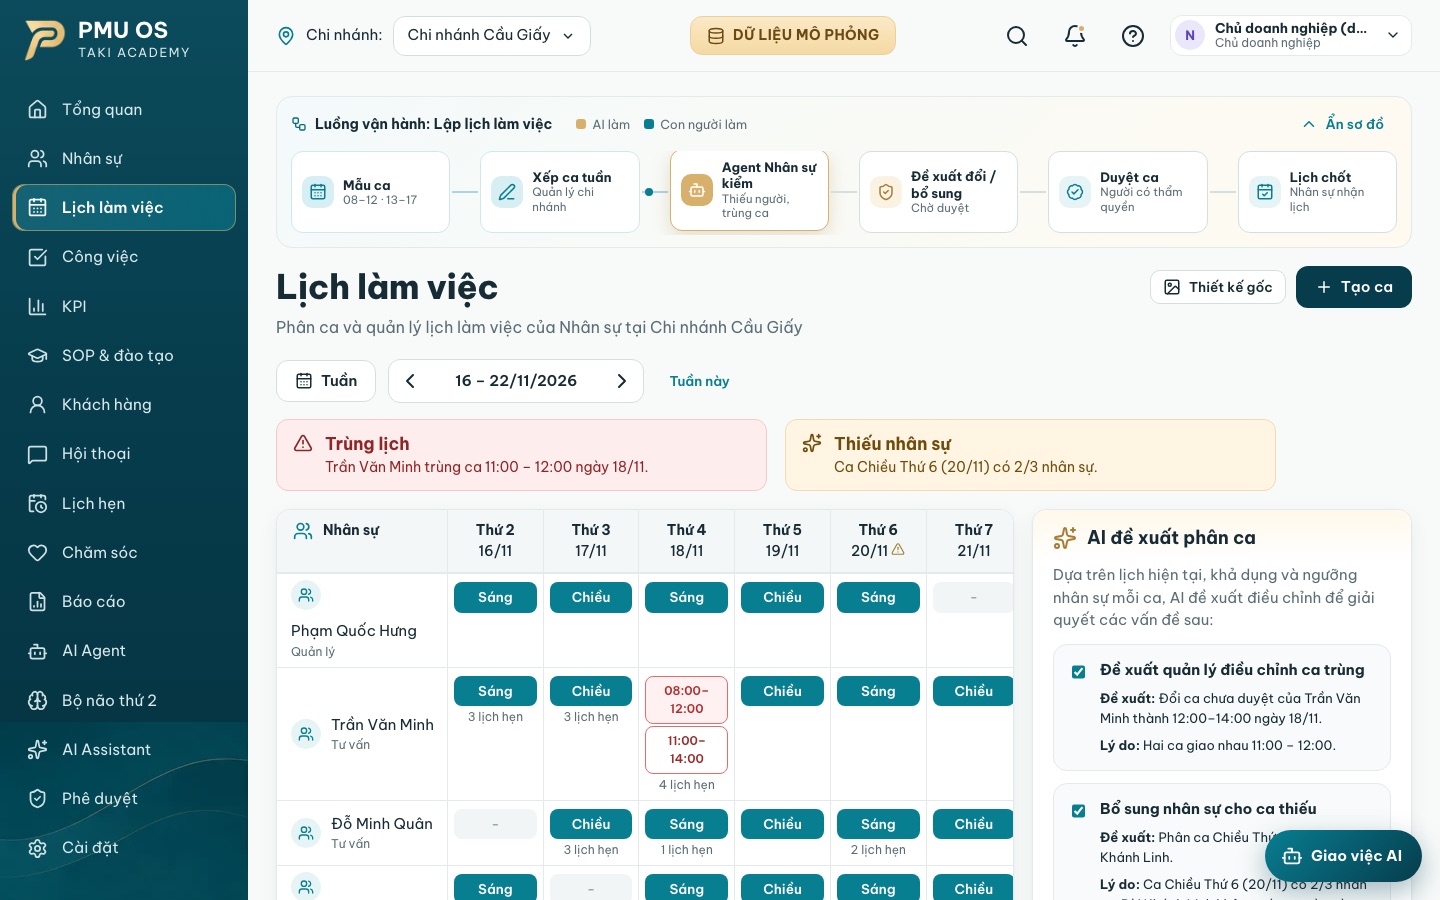 PMU OS
TAKI ACADEMY
Tổng quan
Nhân sự
Lịch làm việc
Công việc
KPI
SOP & đào tạo
Khách hàng
Hội thoại
Lịch hẹn
Chăm sóc
Báo cáo
AI Agent
Bộ não thứ 2
AI Assistant
Phê duyệt
Cài đặt
Chi nhánh:
Chi nhánh Cầu Giấy
DỮ LIỆU MÔ PHỎNG
N
Chủ doanh nghiệp (d...
Chủ doanh nghiệp
Luồng vận hành: Lập lịch làm việc
AI làm
Con người làm
Ẩn sơ đồ
Mẫu ca
08–12 · 13–17
Xếp ca tuần
Quản lý chi
nhánh
Agent Nhân sự
kiểm
Thiếu người,
trùng ca
Đề xuất đổi /
bổ sung
Chờ duyệt
Duyệt ca
Người có thẩm
quyền
Lịch chốt
Nhân sự nhận
lịch
Lịch làm việc
Phân ca và quản lý lịch làm việc của Nhân sự tại Chi nhánh Cầu Giấy
Thiết kế gốc
Tạo ca
Tuần
16 – 22/11/2026
Tuần này
Trùng lịch
Trần Văn Minh trùng ca 11:00 – 12:00 ngày 18/11.
Thiếu nhân sự
Ca Chiều Thứ 6 (20/11) có 2/3 nhân sự.
Nhân sự
Thứ 2
16/11
Thứ 3
17/11
Thứ 4
18/11
Thứ 5
19/11
Thứ 6
20/11
Thứ 7
21/11
Phạm Quốc Hưng
Quản lý
Sáng
Chiều
Sáng
Chiều
Sáng
–
Trần Văn Minh
Tư vấn
Sáng
3 lịch hẹn
Chiều
3 lịch hẹn
08:00–
12:00
11:00–
14:00
4 lịch hẹn
Chiều
Sáng
Chiều
Đỗ Minh Quân
Tư vấn
–
Chiều
3 lịch hẹn
Sáng
1 lịch hẹn
Chiều
Sáng
2 lịch hẹn
Chiều
Sáng
–
Sáng
Chiều
Sáng
Chiều
AI đề xuất phân ca
Dựa trên lịch hiện tại, khả dụng và ngưỡng
nhân sự mỗi ca, AI đề xuất điều chỉnh để giải
quyết các vấn đề sau:
Đề xuất quản lý điều chỉnh ca trùng
Đề xuất: Đổi ca chưa duyệt của Trần Văn
Minh thành 12:00–14:00 ngày 18/11.
Lý do: Hai ca giao nhau 11:00 – 12:00.
Bổ sung nhân sự cho ca thiếu
Đề xuất: Phân ca Chiều Thứ
Khánh Linh.
Lý do: Ca Chiều Thứ 6 (20/11) có 2/3 nhân
Giao việc AI